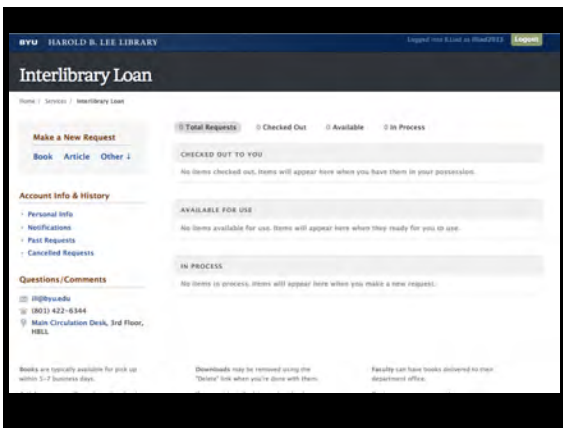 BYU HAROLD B. LEE LIBRARY
Logout
Interlibrary Loan
Home / Services / Interlibrary Loan
Make a New Request
Book Article Other ↓
Account Info & History
Personal Info
Notifications
Past Requests
Cancelled Requests
Questions/Comments
ill@byu.edu
(801) 422-6344
Main Circulation Desk, 3rd Floor,
HBLL
0 Total Requests 0 Checked Out 0 Available 0 In Process
CHECKED OUT TO YOU
No items checked out. Items will appear here when you have them in your possession.
AVAILABLE FOR USE
No items available for use. Items will appear here when they ready for you to use.
IN PROCESS
No items in process. Items will appear here when you make a new request.
Books are typically available for pick up
within 5-7 business days.
Downloads may be removed using the
"Delete" link when you're done with them.
Faculty can have books delivered to their
department office.